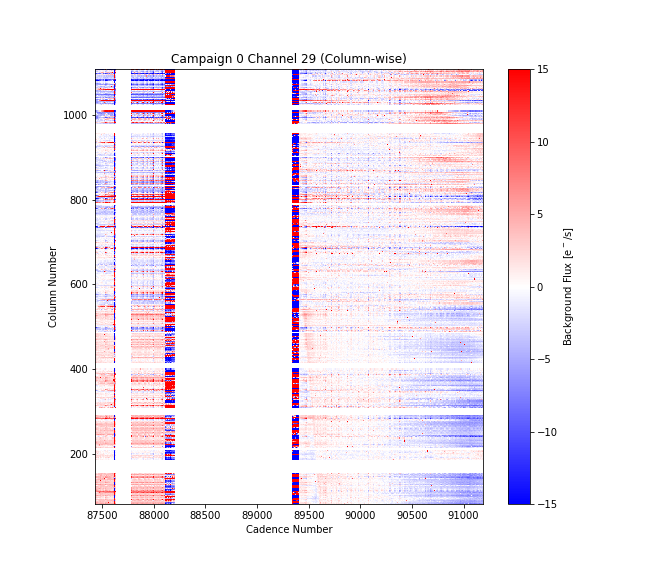 Campaign 0 Channel 29 (Column-wise)
1000
800
600
400
200
Column Number
87500 88000 88500 89000 89500 90000 90500 91000
Cadence Number
15
10
5
0
−5
−10
−15
Background Flux [e⁻/s]